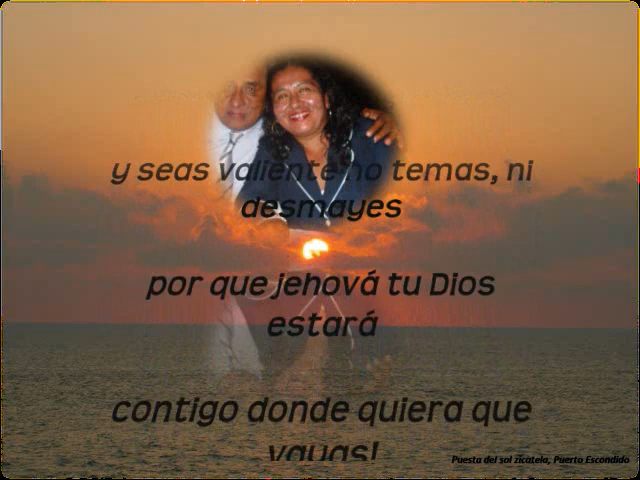 y seas valiente no temas, ni
desmayes
por que jehová tu Dios
estará
contigo donde quiera que
vayas!
Puesta del sol zicatela, Puerto Escondido